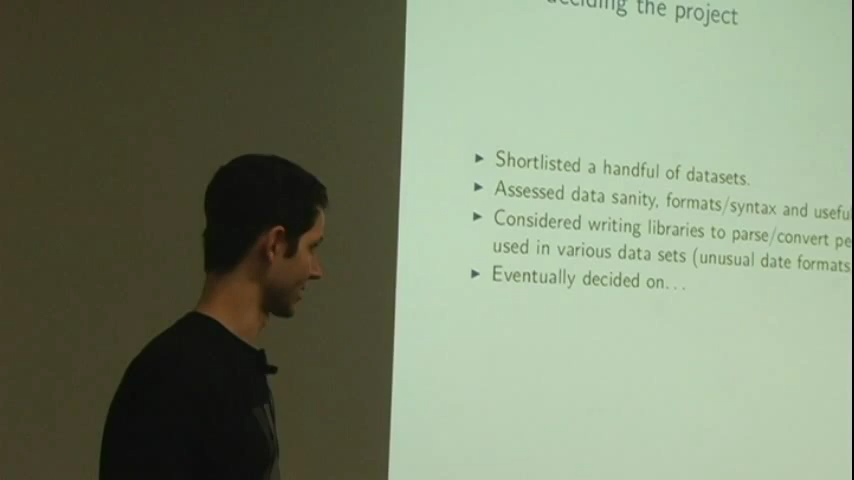 the project
▶ Shortlisted a handful of datasets.
▶ Assessed data sanity, formats/syntax and
▶ Considered writing libraries to parse/convert
used in various data sets (unusual date formats
▶ Eventually decided on...